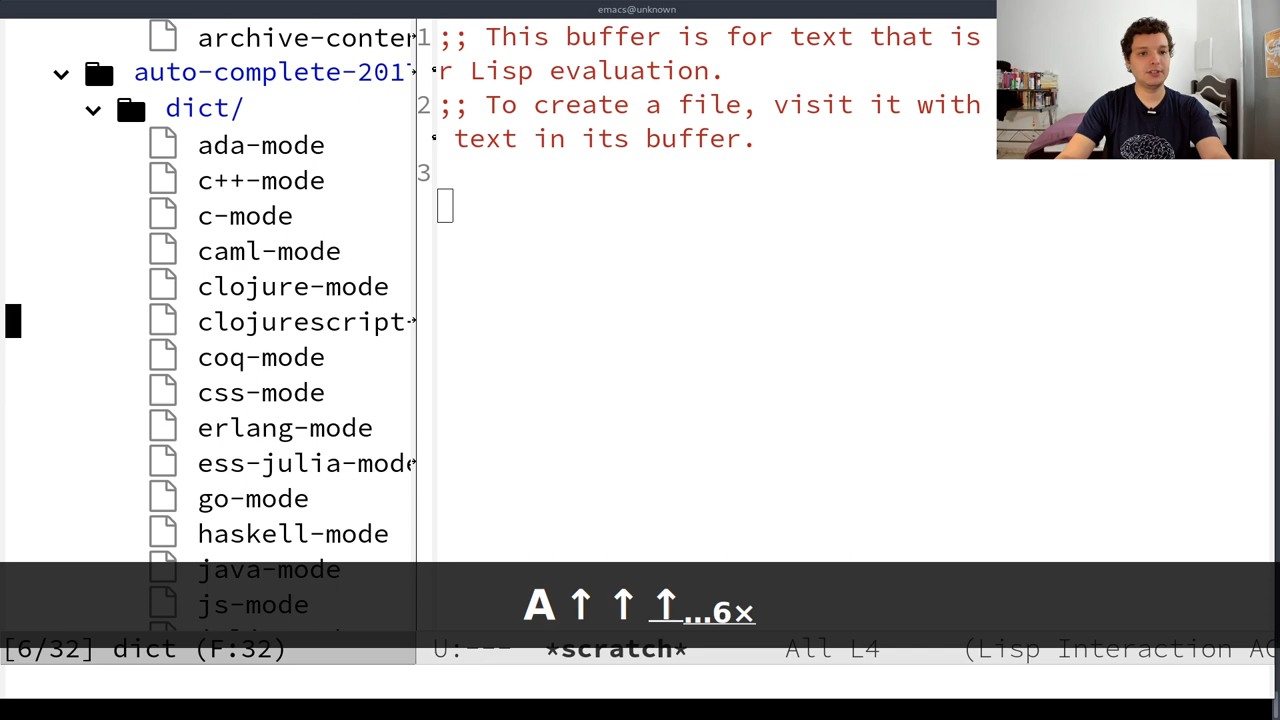 emacs@unknown
archive-conter
auto-complete-201
dict/
ada-mode
c++-mode
c-mode
caml-mode
clojure-mode
clojurescript-
coq-mode
css-mode
erlang-mode
ess-julia-mode
go-mode
haskell-mode
java-mode
js-mode
[6/32] dict (F:32)
1 ;; This buffer is for text that is
r Lisp evaluation.
2 ;; To create a file, visit it with
text in its buffer.
3
A ↑ ↑ ↑...6×
U:--- *scratch* All L4 (Lisp Interaction AC